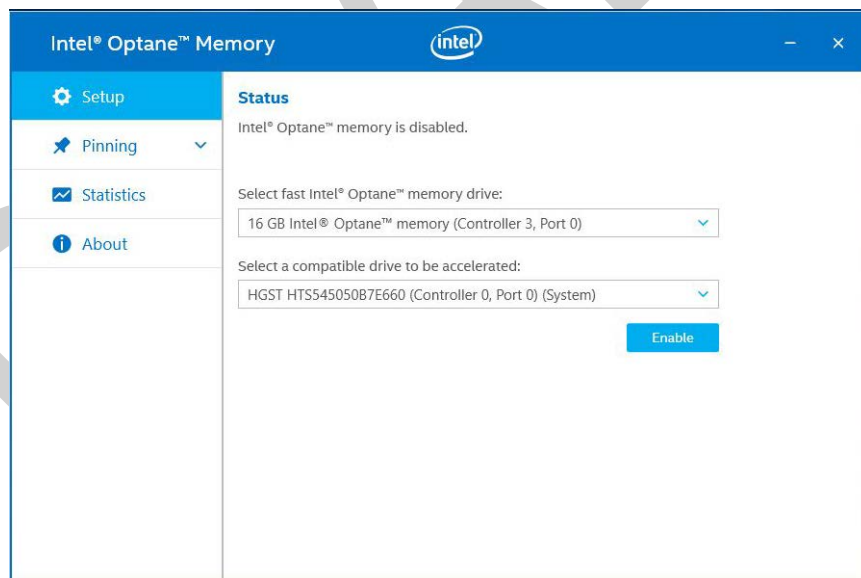 Intel® Optane™ Memory
intel
Setup
Pinning
Statistics
About
Status
Intel® Optane™ memory is disabled.
Select fast Intel® Optane™ memory drive:
16 GB Intel® Optane™ memory (Controller 3, Port 0)
Select a compatible drive to be accelerated:
HGST HTS545050B7E660 (Controller 0, Port 0) (System)
Enable